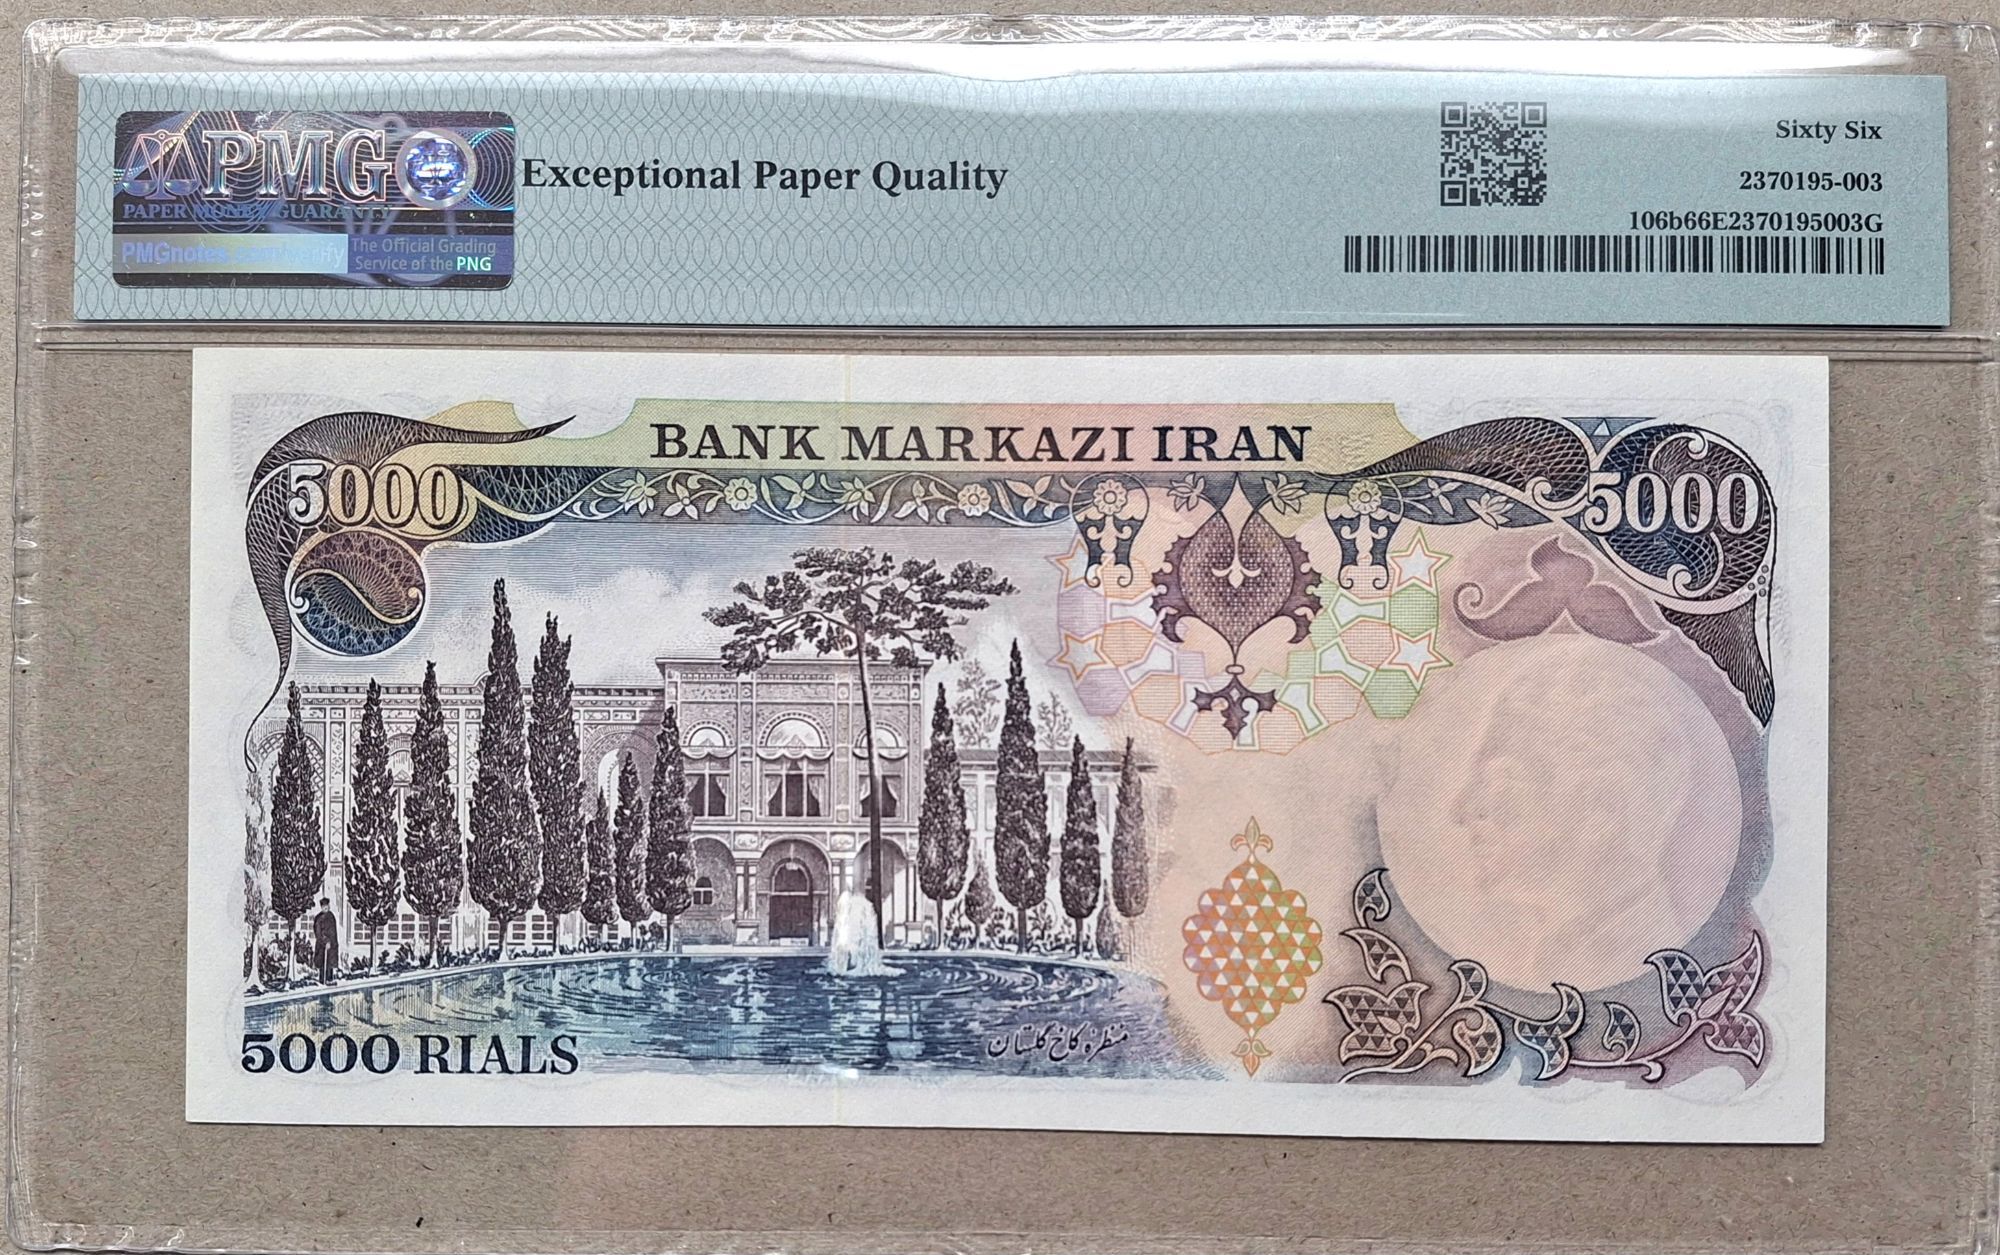 PMG
PAPER MONEY GUARANTY
PMGnotes.com/verify
The Official Grading
Service of the PNG
Exceptional Paper Quality
Sixty Six
2370195-003
106b66E2370195003G
BANK MARKAZI IRAN
5000
5000
5000 RIALS
منظره کاخ گلستان